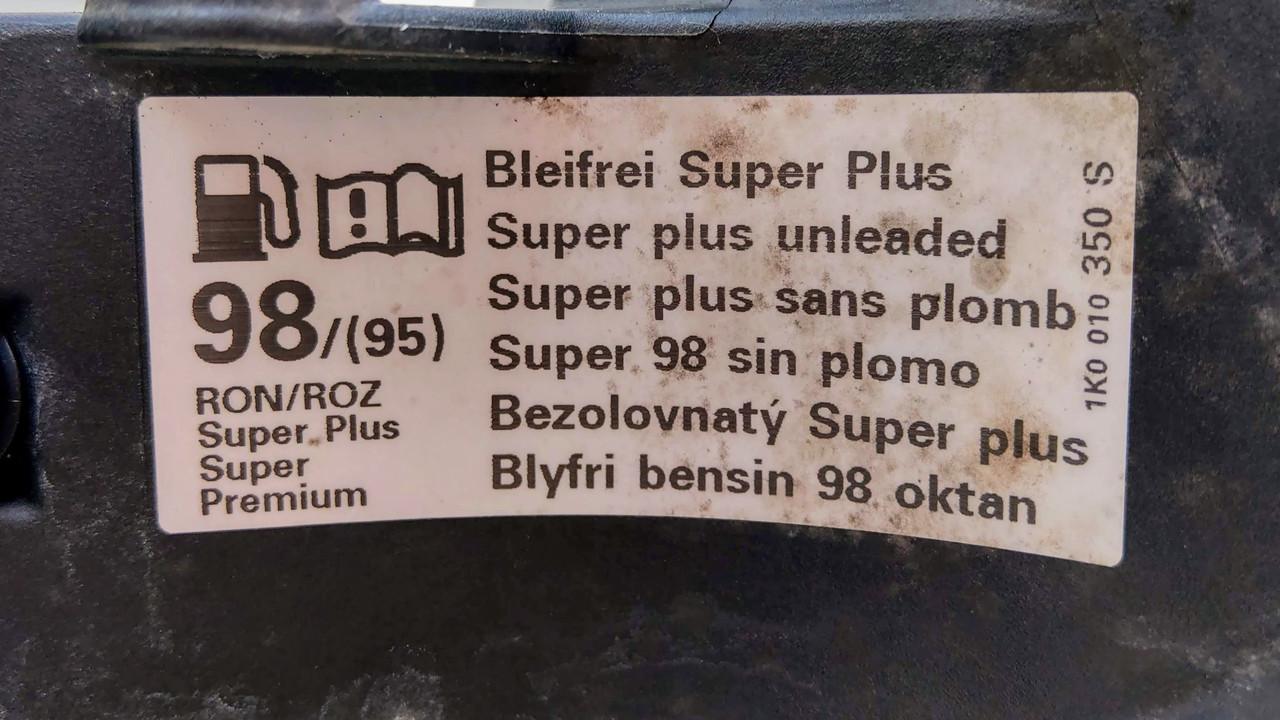 98/(95)
RON/ROZ
Super Plus
Super
Premium
Bleifrei Super Plus
Super plus unleaded
Super plus sans plomb
Super 98 sin plomo
Bezolovnatý Super plus
Blyfri bensin 98 oktan
1K0 010 350 S